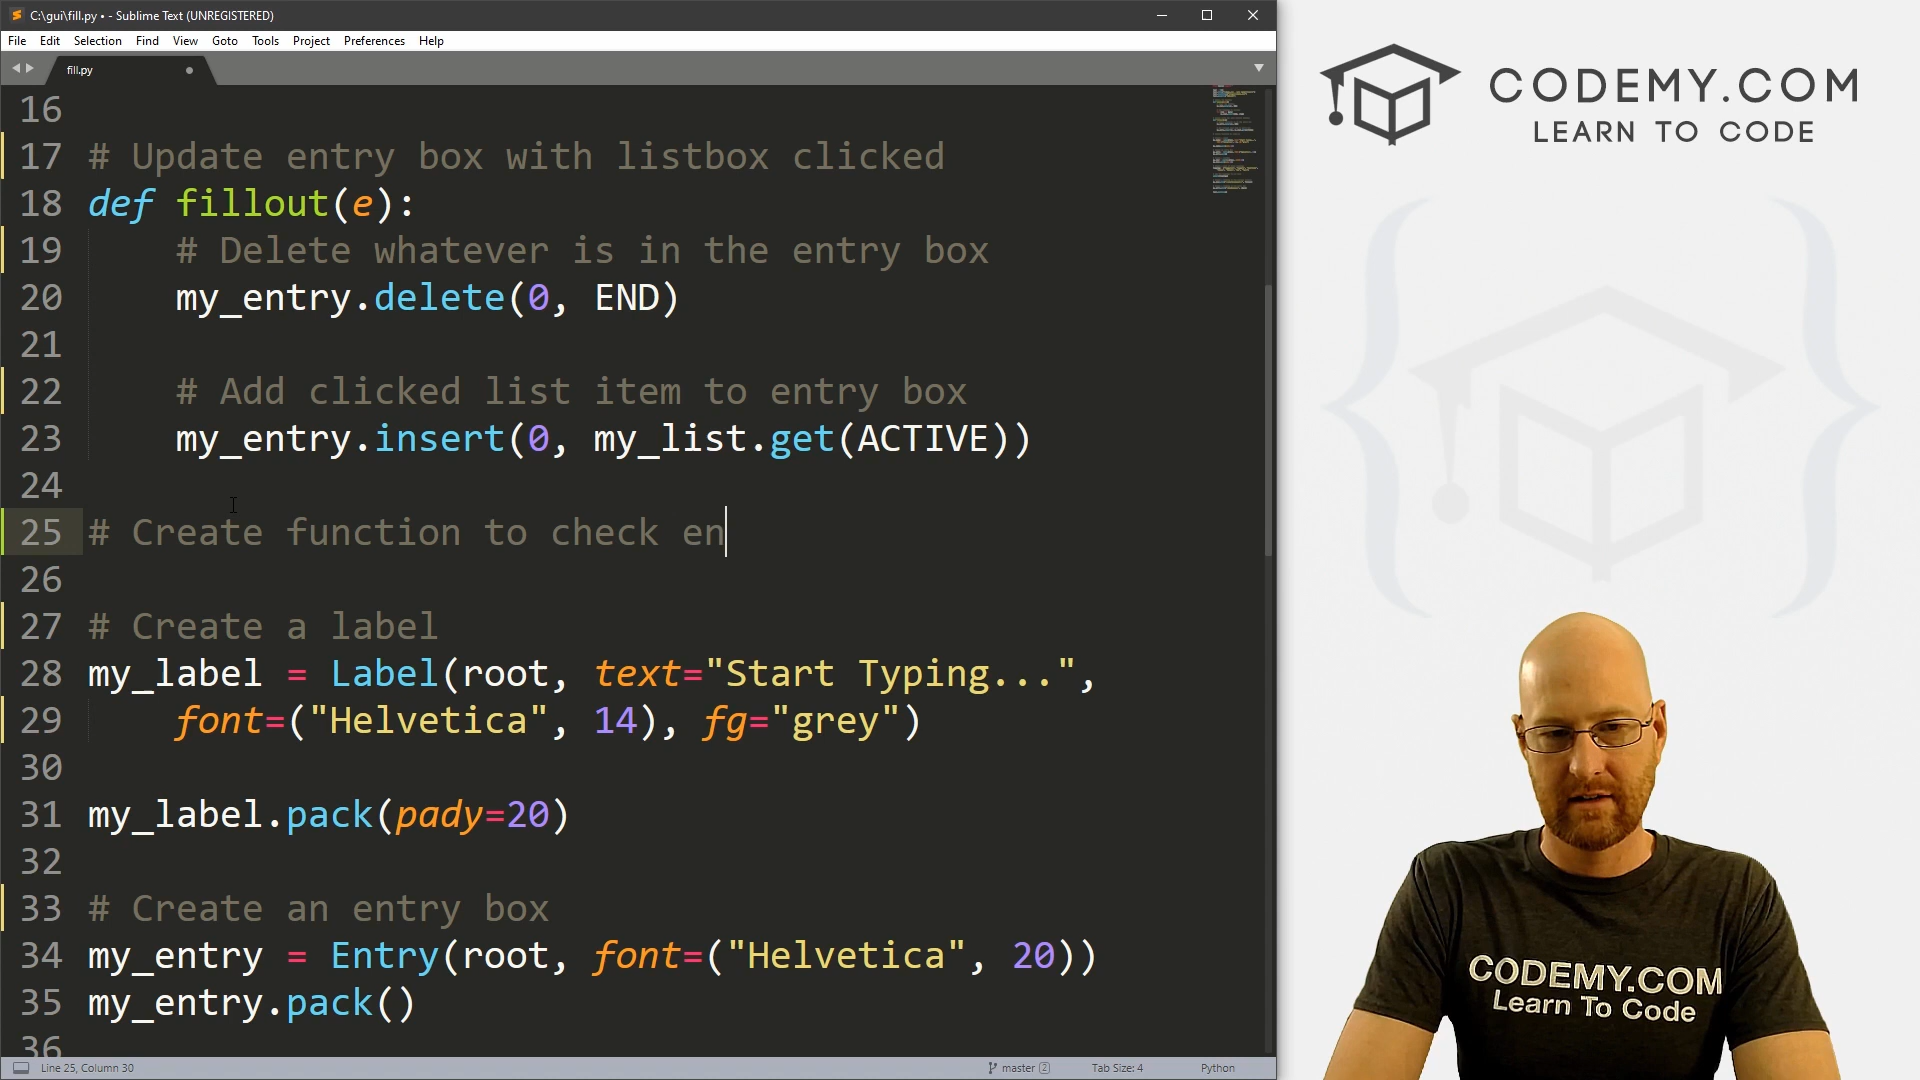 C:\gui\fill.py • - Sublime Text (UNREGISTERED)
File Edit Selection Find View Goto Tools Project Preferences Help
fill.py
16
17 # Update entry box with listbox clicked
18 def fillout(e):
19 # Delete whatever is in the entry box
20 my_entry.delete(0, END)
21
22 # Add clicked list item to entry box
23 my_entry.insert(0, my_list.get(ACTIVE))
24
25 # Create function to check en
26
27 # Create a label
28 my_label = Label(root, text="Start Typing...",
29 font=("Helvetica", 14), fg="grey")
30
31 my_label.pack(pady=20)
32
33 # Create an entry box
34 my_entry = Entry(root, font=("Helvetica", 20))
35 my_entry.pack()
36
Line 25, Column 30 master 2 Tab Size: 4 Python
CODEMY.COM
LEARN TO CODE
CODEMY.COM
Learn To Code